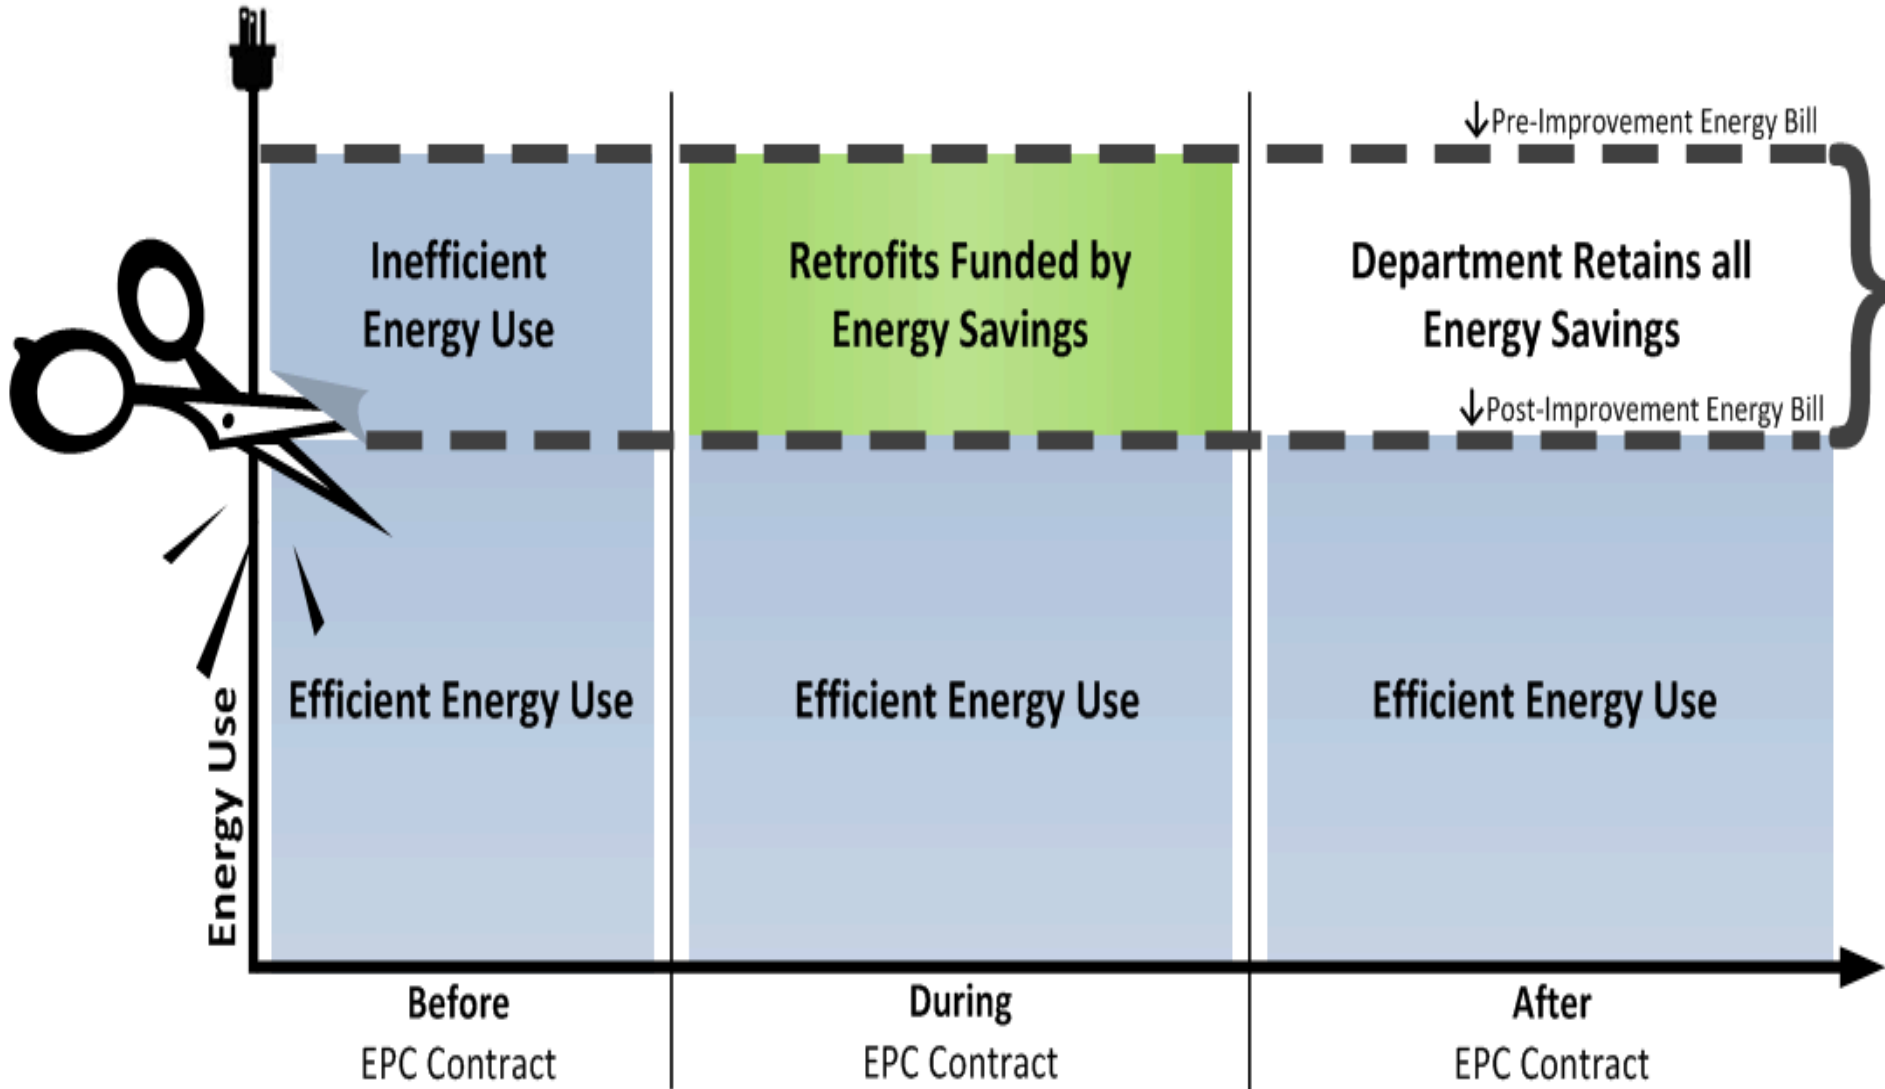 ↓Pre-Improvement Energy Bill
Inefficient
Energy Use
Retrofits Funded by
Energy Savings
Department Retains all
Energy Savings
↓Post-Improvement Energy Bill
Energy Use
Efficient Energy Use
Efficient Energy Use
Efficient Energy Use
Before
EPC Contract
During
EPC Contract
After
EPC Contract